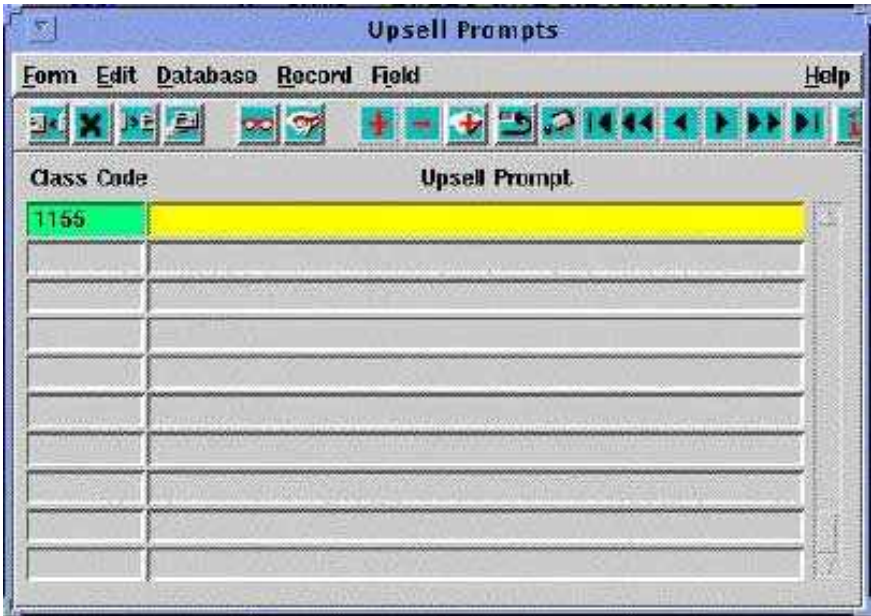 Upsell Prompts
Form Edit Database Record Field Help
Class Code Upsell Prompt
1155